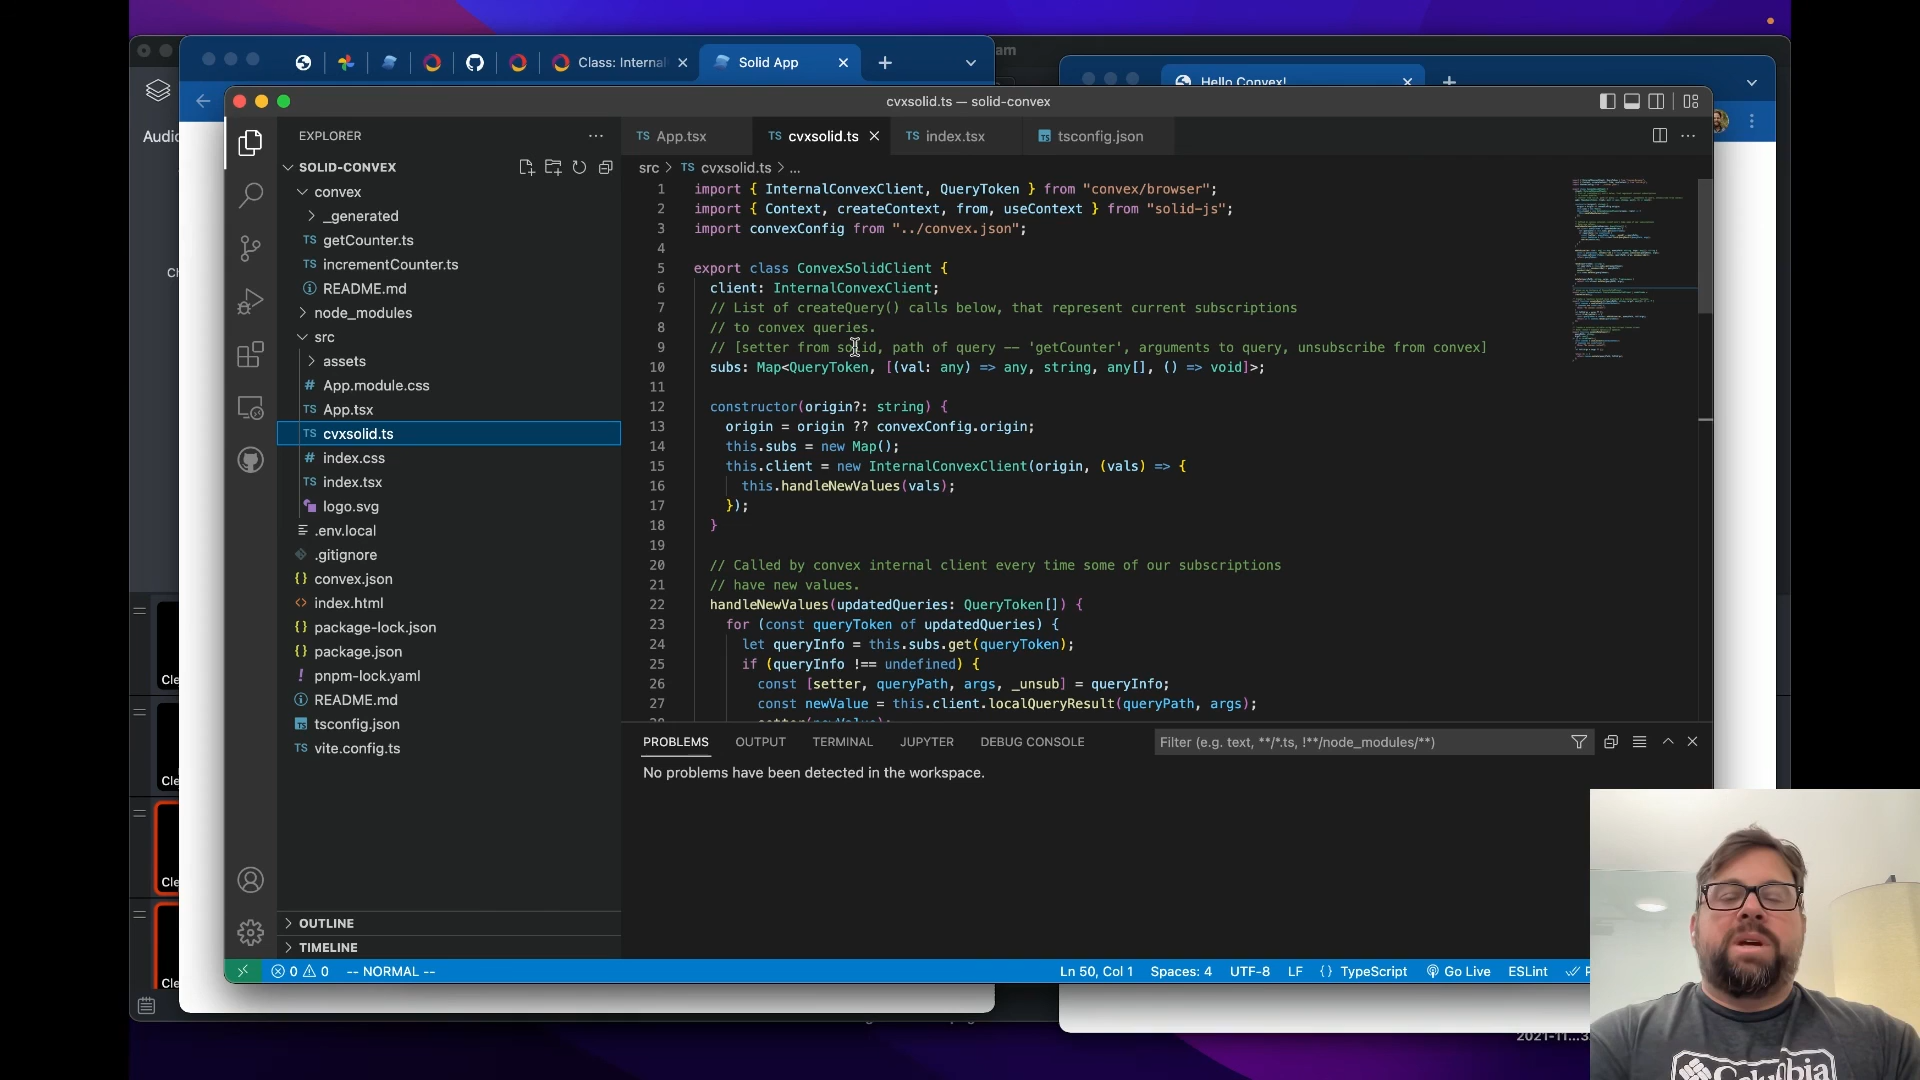 am
Class: Internal
Solid App
Hello Convex!
Audio
cvxsolid.ts — solid-convex
EXPLORER
SOLID-CONVEX
convex
_generated
TS getCounter.ts
TS incrementCounter.ts
README.md
node_modules
src
assets
# App.module.css
TS App.tsx
TS cvxsolid.ts
# index.css
TS index.tsx
logo.svg
.env.local
.gitignore
{} convex.json
<> index.html
{} package-lock.json
{} package.json
! pnpm-lock.yaml
README.md
tsconfig.json
TS vite.config.ts
OUTLINE
TIMELINE
TS App.tsx
TS cvxsolid.ts
TS index.tsx
tsconfig.json
src > TS cvxsolid.ts > ...
1 import { InternalConvexClient, QueryToken } from "convex/browser";
2 import { Context, createContext, from, useContext } from "solid-js";
3 import convexConfig from "../convex.json";
4
5 export class ConvexSolidClient {
6 client: InternalConvexClient;
7 // List of createQuery() calls below, that represent current subscriptions
8 // to convex queries.
9 // [setter from solid, path of query -- 'getCounter', arguments to query, unsubscribe from convex]
10 subs: Map<QueryToken, [(val: any) => any, string, any[], () => void]>;
11
12 constructor(origin?: string) {
13 origin = origin ?? convexConfig.origin;
14 this.subs = new Map();
15 this.client = new InternalConvexClient(origin, (vals) => {
16 this.handleNewValues(vals);
17 });
18 }
19
20 // Called by convex internal client every time some of our subscriptions
21 // have new values.
22 handleNewValues(updatedQueries: QueryToken[]) {
23 for (const queryToken of updatedQueries) {
24 let queryInfo = this.subs.get(queryToken);
25 if (queryInfo !== undefined) {
26 const [setter, queryPath, args, _unsub] = queryInfo;
27 const newValue = this.client.localQueryResult(queryPath, args);
PROBLEMS
OUTPUT
TERMINAL
JUPYTER
DEBUG CONSOLE
Filter (e.g. text, **/*.ts, !**/node_modules/**)
No problems have been detected in the workspace.
Cle
Cle
Cle
Cle
0 0 -- NORMAL --
Ln 50, Col 1 Spaces: 4 UTF-8 LF {} TypeScript Go Live ESLint
2021-11...3
Columbia